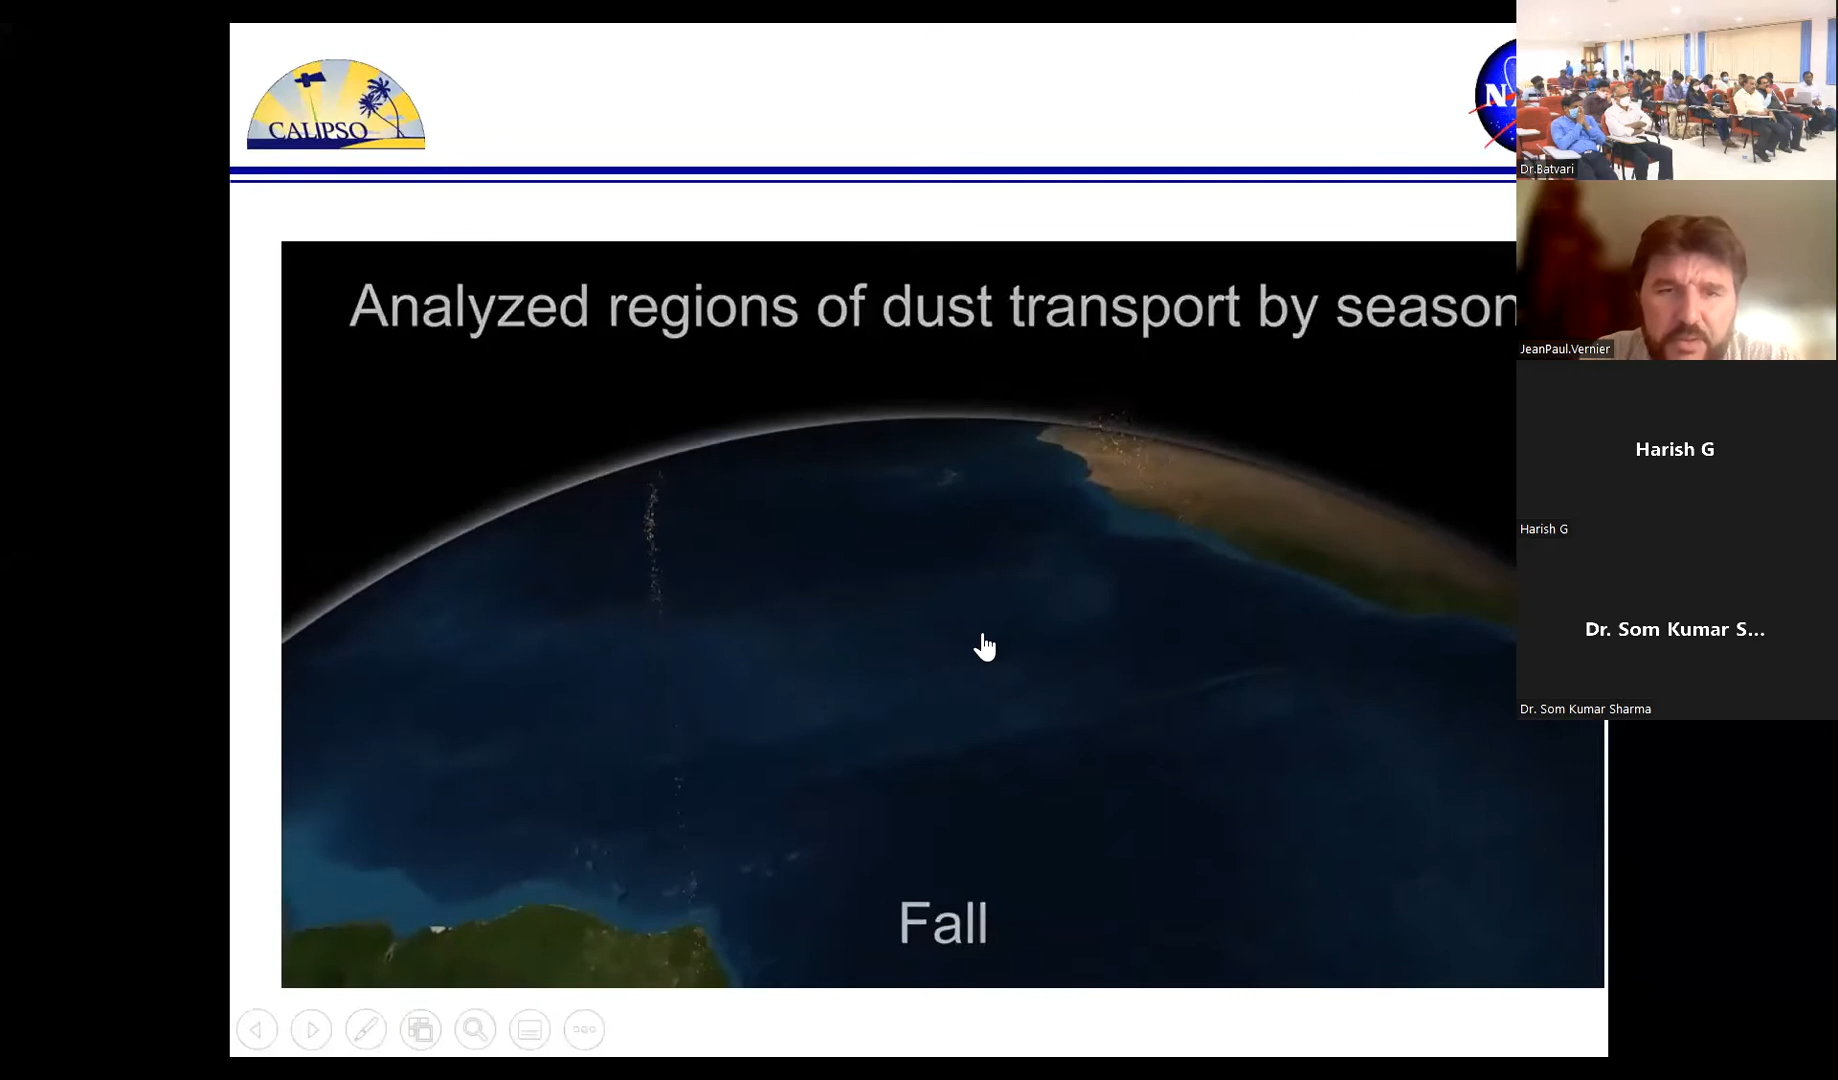 CALIPSO
Analyzed regions of dust transport by season
Fall
Dr.Batvari
JeanPaul.Vernier
Harish G
Harish G
Dr. Som Kumar S...
Dr. Som Kumar Sharma